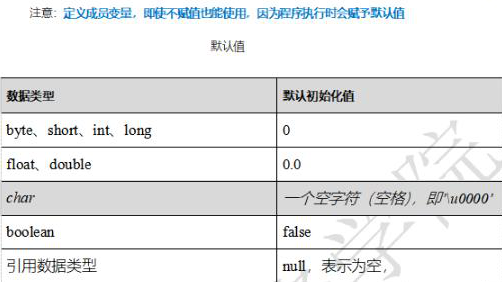 注意：定义成员变量，即使不赋值也能使用，因为程序执行时会赋予默认值
默认值
数据类型 默认初始化值
byte、short、int、long 0
float、double 0.0
char 一个空字符（空格），即'\u0000'
boolean false
引用数据类型 null，表示为空，
学院